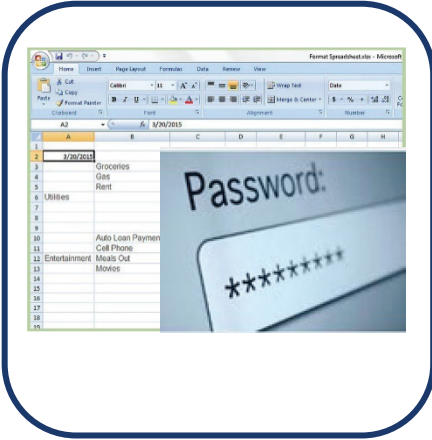 Format Spreadsheet.xlsx - Microsoft
Home Insert Page Layout Formulas Data Review View
Cut
Copy
Paste
Format Painter
Calibri 11 A A
B I U A
Wrap Text
Merge & Center
Date
$ % ,
Clipboard Font Alignment Number
A2 fx 3/20/2015
A B C D E F G H
1
2 3/20/2015
3 Groceries
4 Gas
5 Rent
6 Utilities
7
8
9
10 Auto Loan Paymen
11 Cell Phone
12 Entertainment Meals Out
13 Movies
14
15
16
17
18
19
Password:
*********